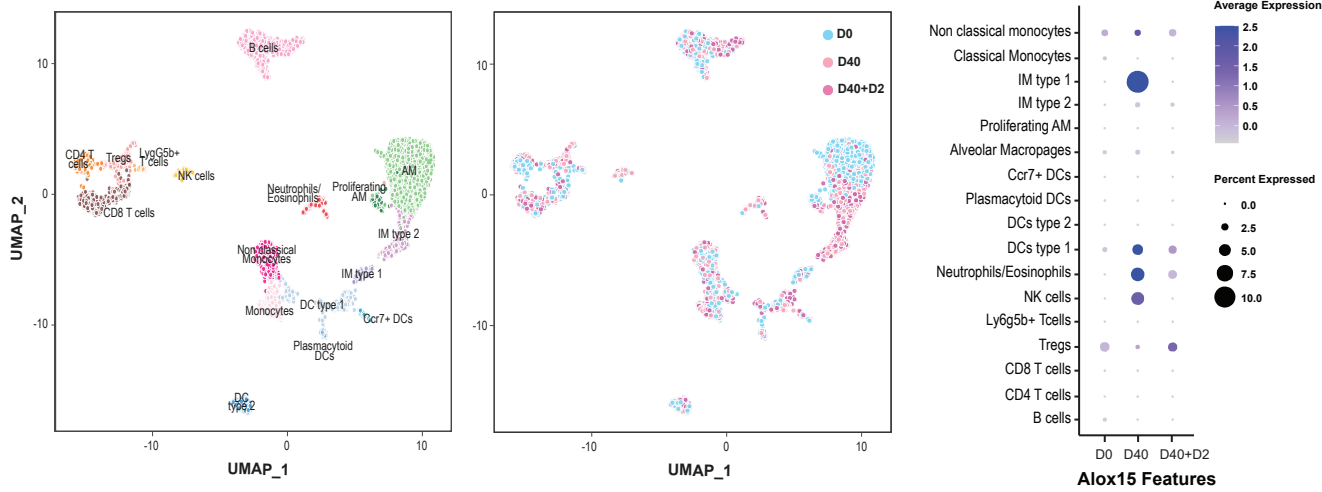 B cells
CD4 T
cells
Tregs
LygG5b+
T cells
NK cells
CD8 T cells
Neutrophils/
Eosinophils
Proliferating
AM
AM
IM type 2
Non classical
Monocytes
IM type 1
Monocytes
DC type 1
Ccr7+ DCs
Plasmacytoid
DCs
DC
type 2
10
0
-10
UMAP_2
-10
0
10
UMAP_1
D0
D40
D40+D2
10
0
-10
-10
0
10
UMAP_1
Non classical monocytes
Classical Monocytes
IM type 1
IM type 2
Proliferating AM
Alveolar Macropages
Ccr7+ DCs
Plasmacytoid DCs
DCs type 2
DCs type 1
Neutrophils/Eosinophils
NK cells
Ly6g5b+ Tcells
Tregs
CD8 T cells
CD4 T cells
B cells
D0 D40 D40+D2
Alox15 Features
Average Expression
2.5
2.0
1.5
1.0
0.5
0.0
Percent Expressed
0.0
2.5
5.0
7.5
10.0